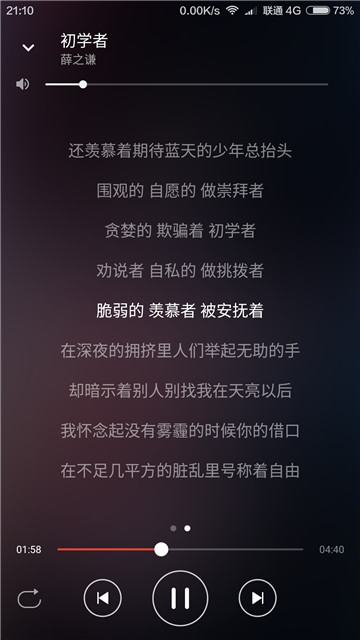 21:10 0.00K/s 联通 4G 73%
初学者
薛之谦
还羡慕着期待蓝天的少年总抬头
围观的 自愿的 做崇拜者
贪婪的 欺骗着 初学者
劝说者 自私的 做挑拨者
脆弱的 羡慕者 被安抚着
在深夜的拥挤里人们举起无助的手
却暗示着别人别找我在天亮以后
我怀念起没有雾霾的时候你的借口
在不足几平方的脏乱里号称着自由
01:58 04:40